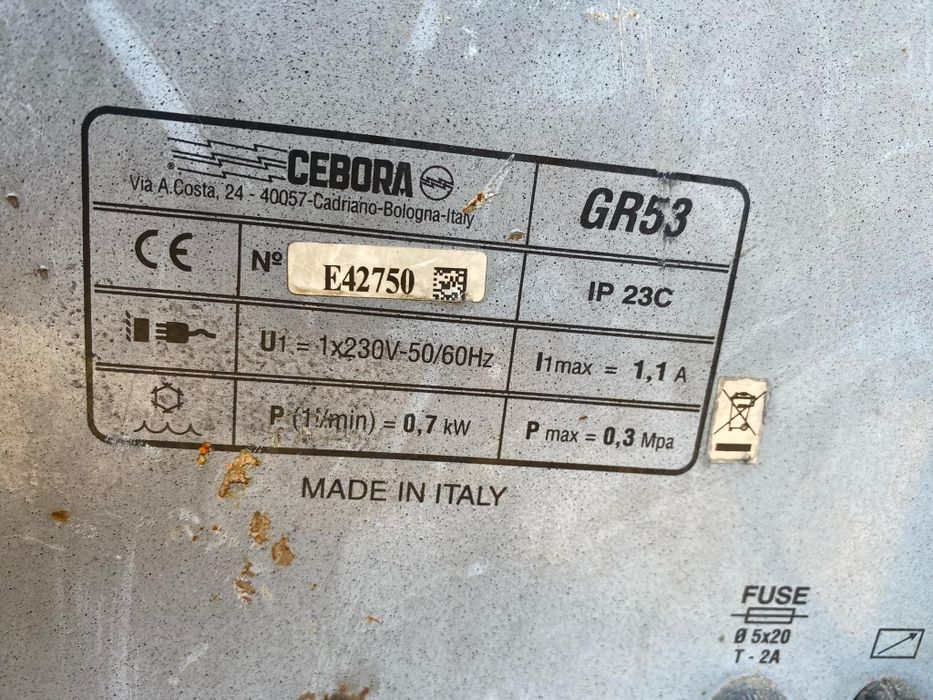 CEBORA
Via A.Costa, 24 - 40057-Cadriano-Bologna-Italy
GR53
CE
Nº E42750
IP 23C
U1 = 1x230V-50/60Hz
I1max = 1,1 A
P (1l/min) = 0,7 kW
P max = 0,3 Mpa
MADE IN ITALY
FUSE
Ø 5x20
T - 2A